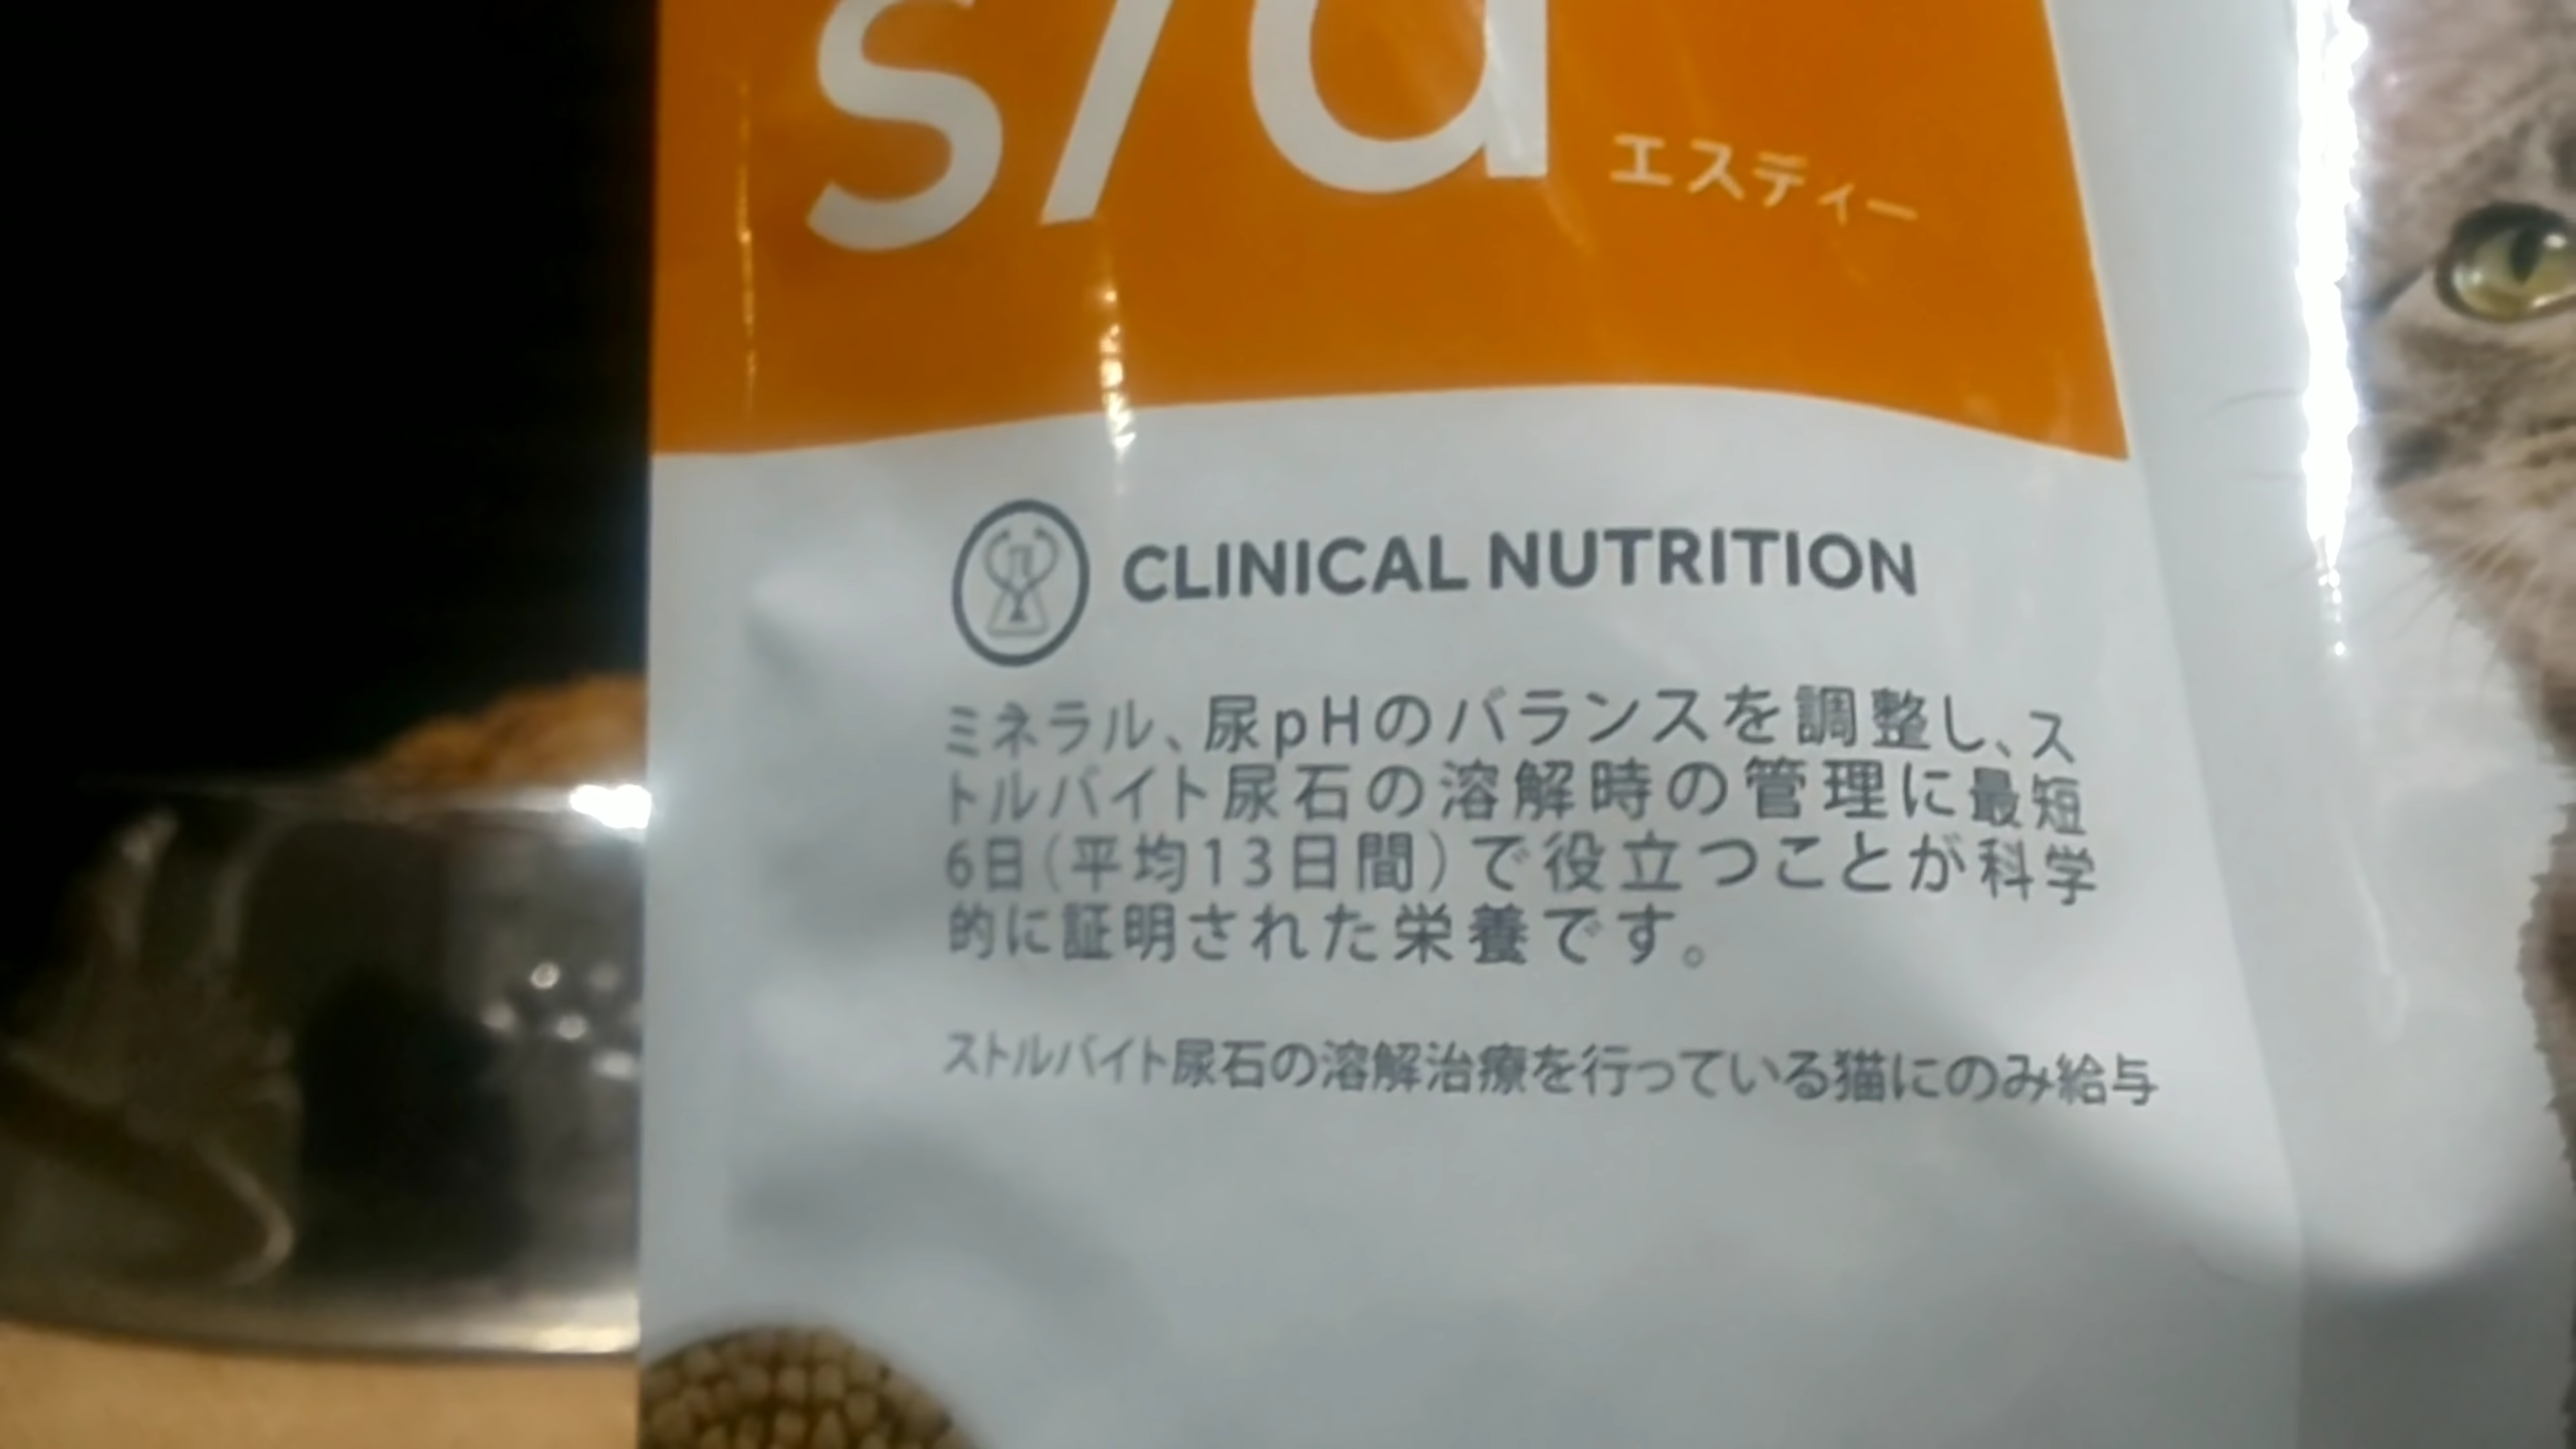 s/d
エスディー
CLINICAL NUTRITION
ミネラル、尿pHのバランスを調整し、ス
トルバイト尿石の溶解時の管理に最短
6日(平均13日間)で役立つことが科学
的に証明された栄養です。
ストルバイト尿石の溶解治療を行っている猫にのみ給与